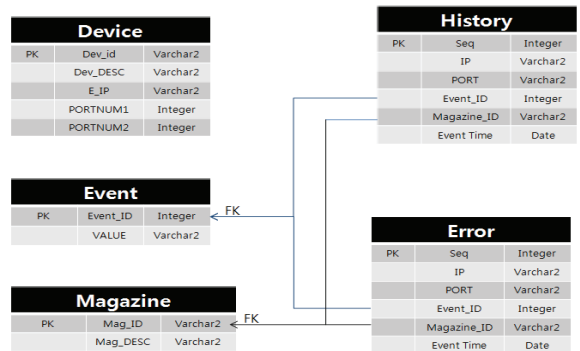 Device
PK Dev_id Varchar2
Dev_DESC Varchar2
E_IP Varchar2
PORTNUM1 Integer
PORTNUM2 Integer
History
PK Seq Integer
IP Varchar2
PORT Varchar2
Event_ID Integer
Magazine_ID Varchar2
Event Time Date
Event
PK Event_ID Integer
VALUE Varchar2
FK
Error
PK Seq Integer
IP Varchar2
PORT Varchar2
Event_ID Integer
Magazine_ID Varchar2
Event Time Date
Magazine
PK Mag_ID Varchar2
Mag_DESC Varchar2
FK